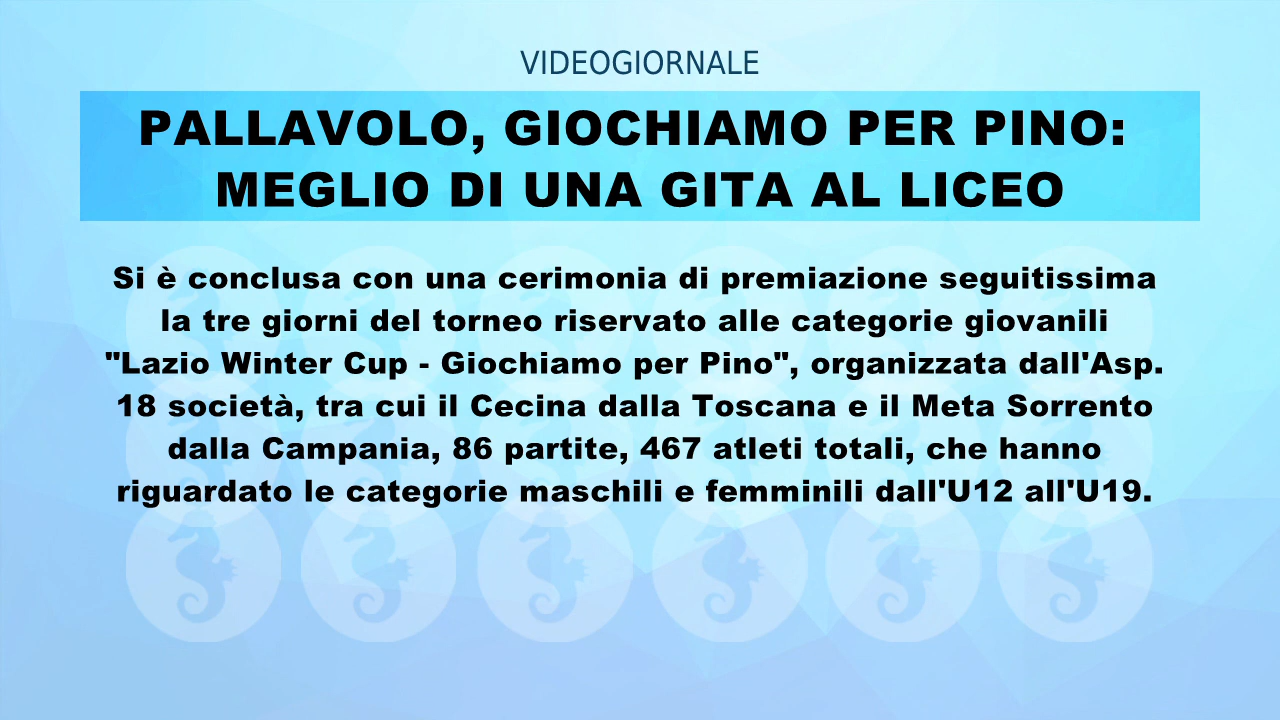 VIDEOGIORNALE
PALLAVOLO, GIOCHIAMO PER PINO:
MEGLIO DI UNA GITA AL LICEO
Si è conclusa con una cerimonia di premiazione seguitissima
la tre giorni del torneo riservato alle categorie giovanili
"Lazio Winter Cup - Giochiamo per Pino", organizzata dall'Asp.
18 società, tra cui il Cecina dalla Toscana e il Meta Sorrento
dalla Campania, 86 partite, 467 atleti totali, che hanno
riguardato le categorie maschili e femminili dall'U12 all'U19.